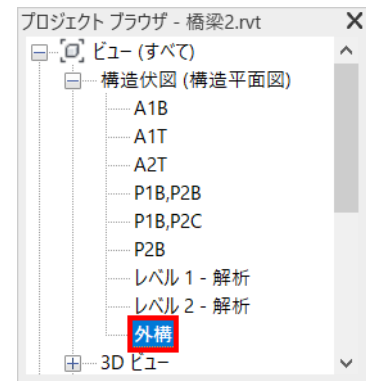 プロジェクト ブラウザ - 橋梁2.rvt
ビュー (すべて)
構造伏図 (構造平面図)
A1B
A1T
A2T
P1B,P2B
P1B,P2C
P2B
レベル 1 - 解析
レベル 2 - 解析
外構
3D ビュー